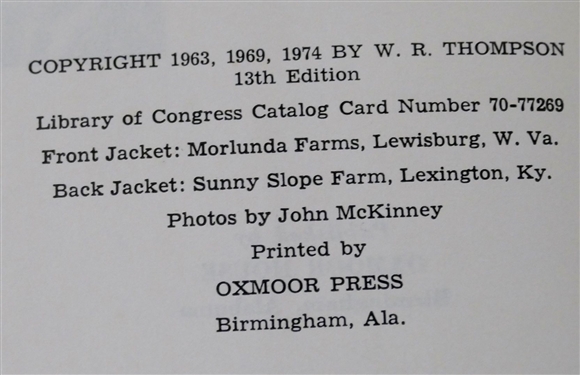 COPYRIGHT 1963, 1969, 1974 BY W. R. THOMPSON
13th Edition
Library of Congress Catalog Card Number 70-77269
Front Jacket: Morlunda Farms, Lewisburg, W. Va.
Back Jacket: Sunny Slope Farm, Lexington, Ky.
Photos by John McKinney
Printed by
OXMOOR PRESS
Birmingham, Ala.